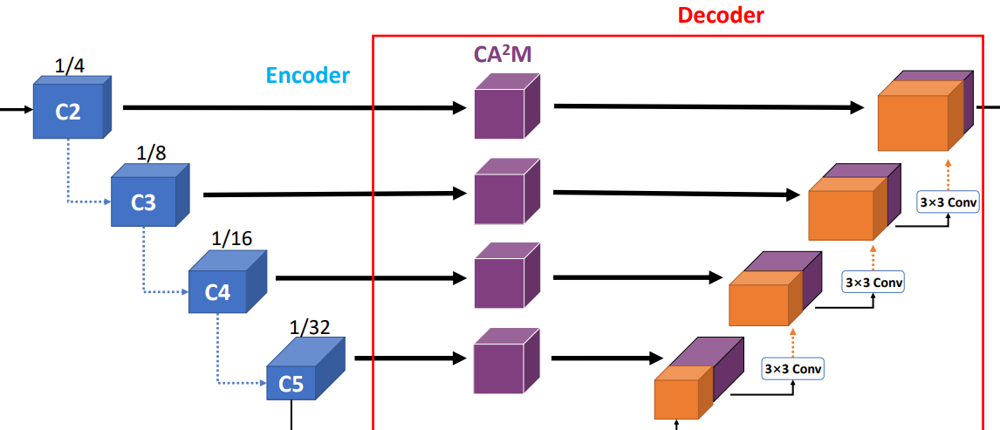 Decoder
Encoder
CA²M
1/4
C2
1/8
C3
3×3 Conv
1/16
C4
3×3 Conv
1/32
C5
3×3 Conv